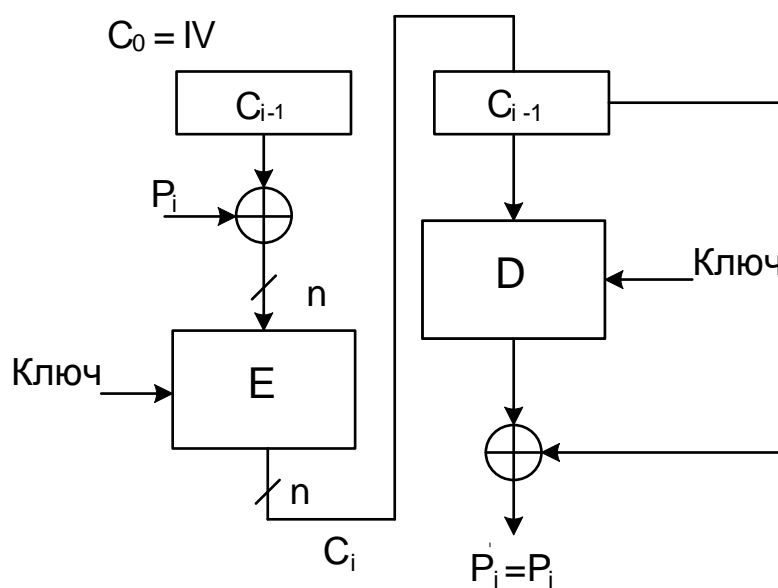 C₀ = IV
Cᵢ₋₁
Cᵢ₋₁
Pᵢ
n
D
Ключ
Ключ
E
n
Cᵢ
P'ᵢ=Pᵢ